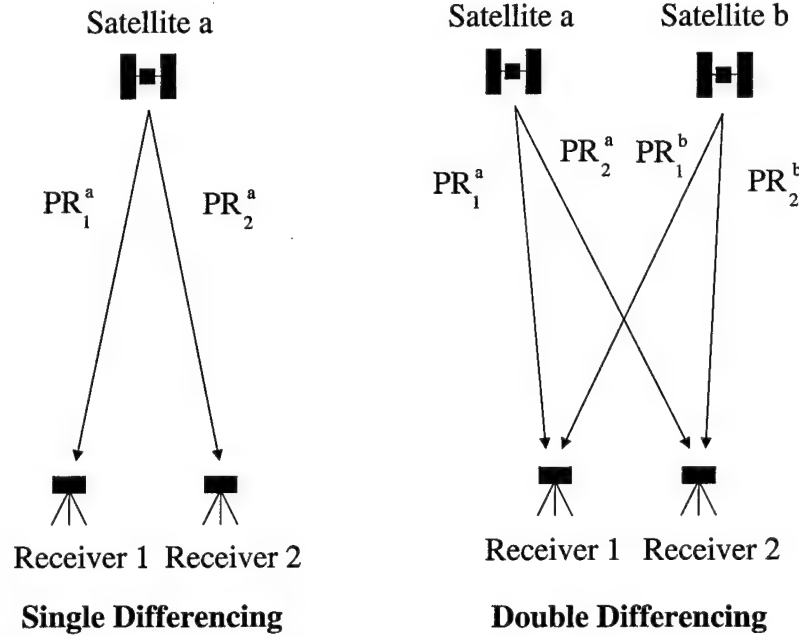 Satellite a
PR₁ᵃ
PR₂ᵃ
Receiver 1
Receiver 2
Single Differencing
Satellite a
Satellite b
PR₁ᵃ
PR₂ᵃ
PR₁ᵇ
PR₂ᵇ
Receiver 1
Receiver 2
Double Differencing